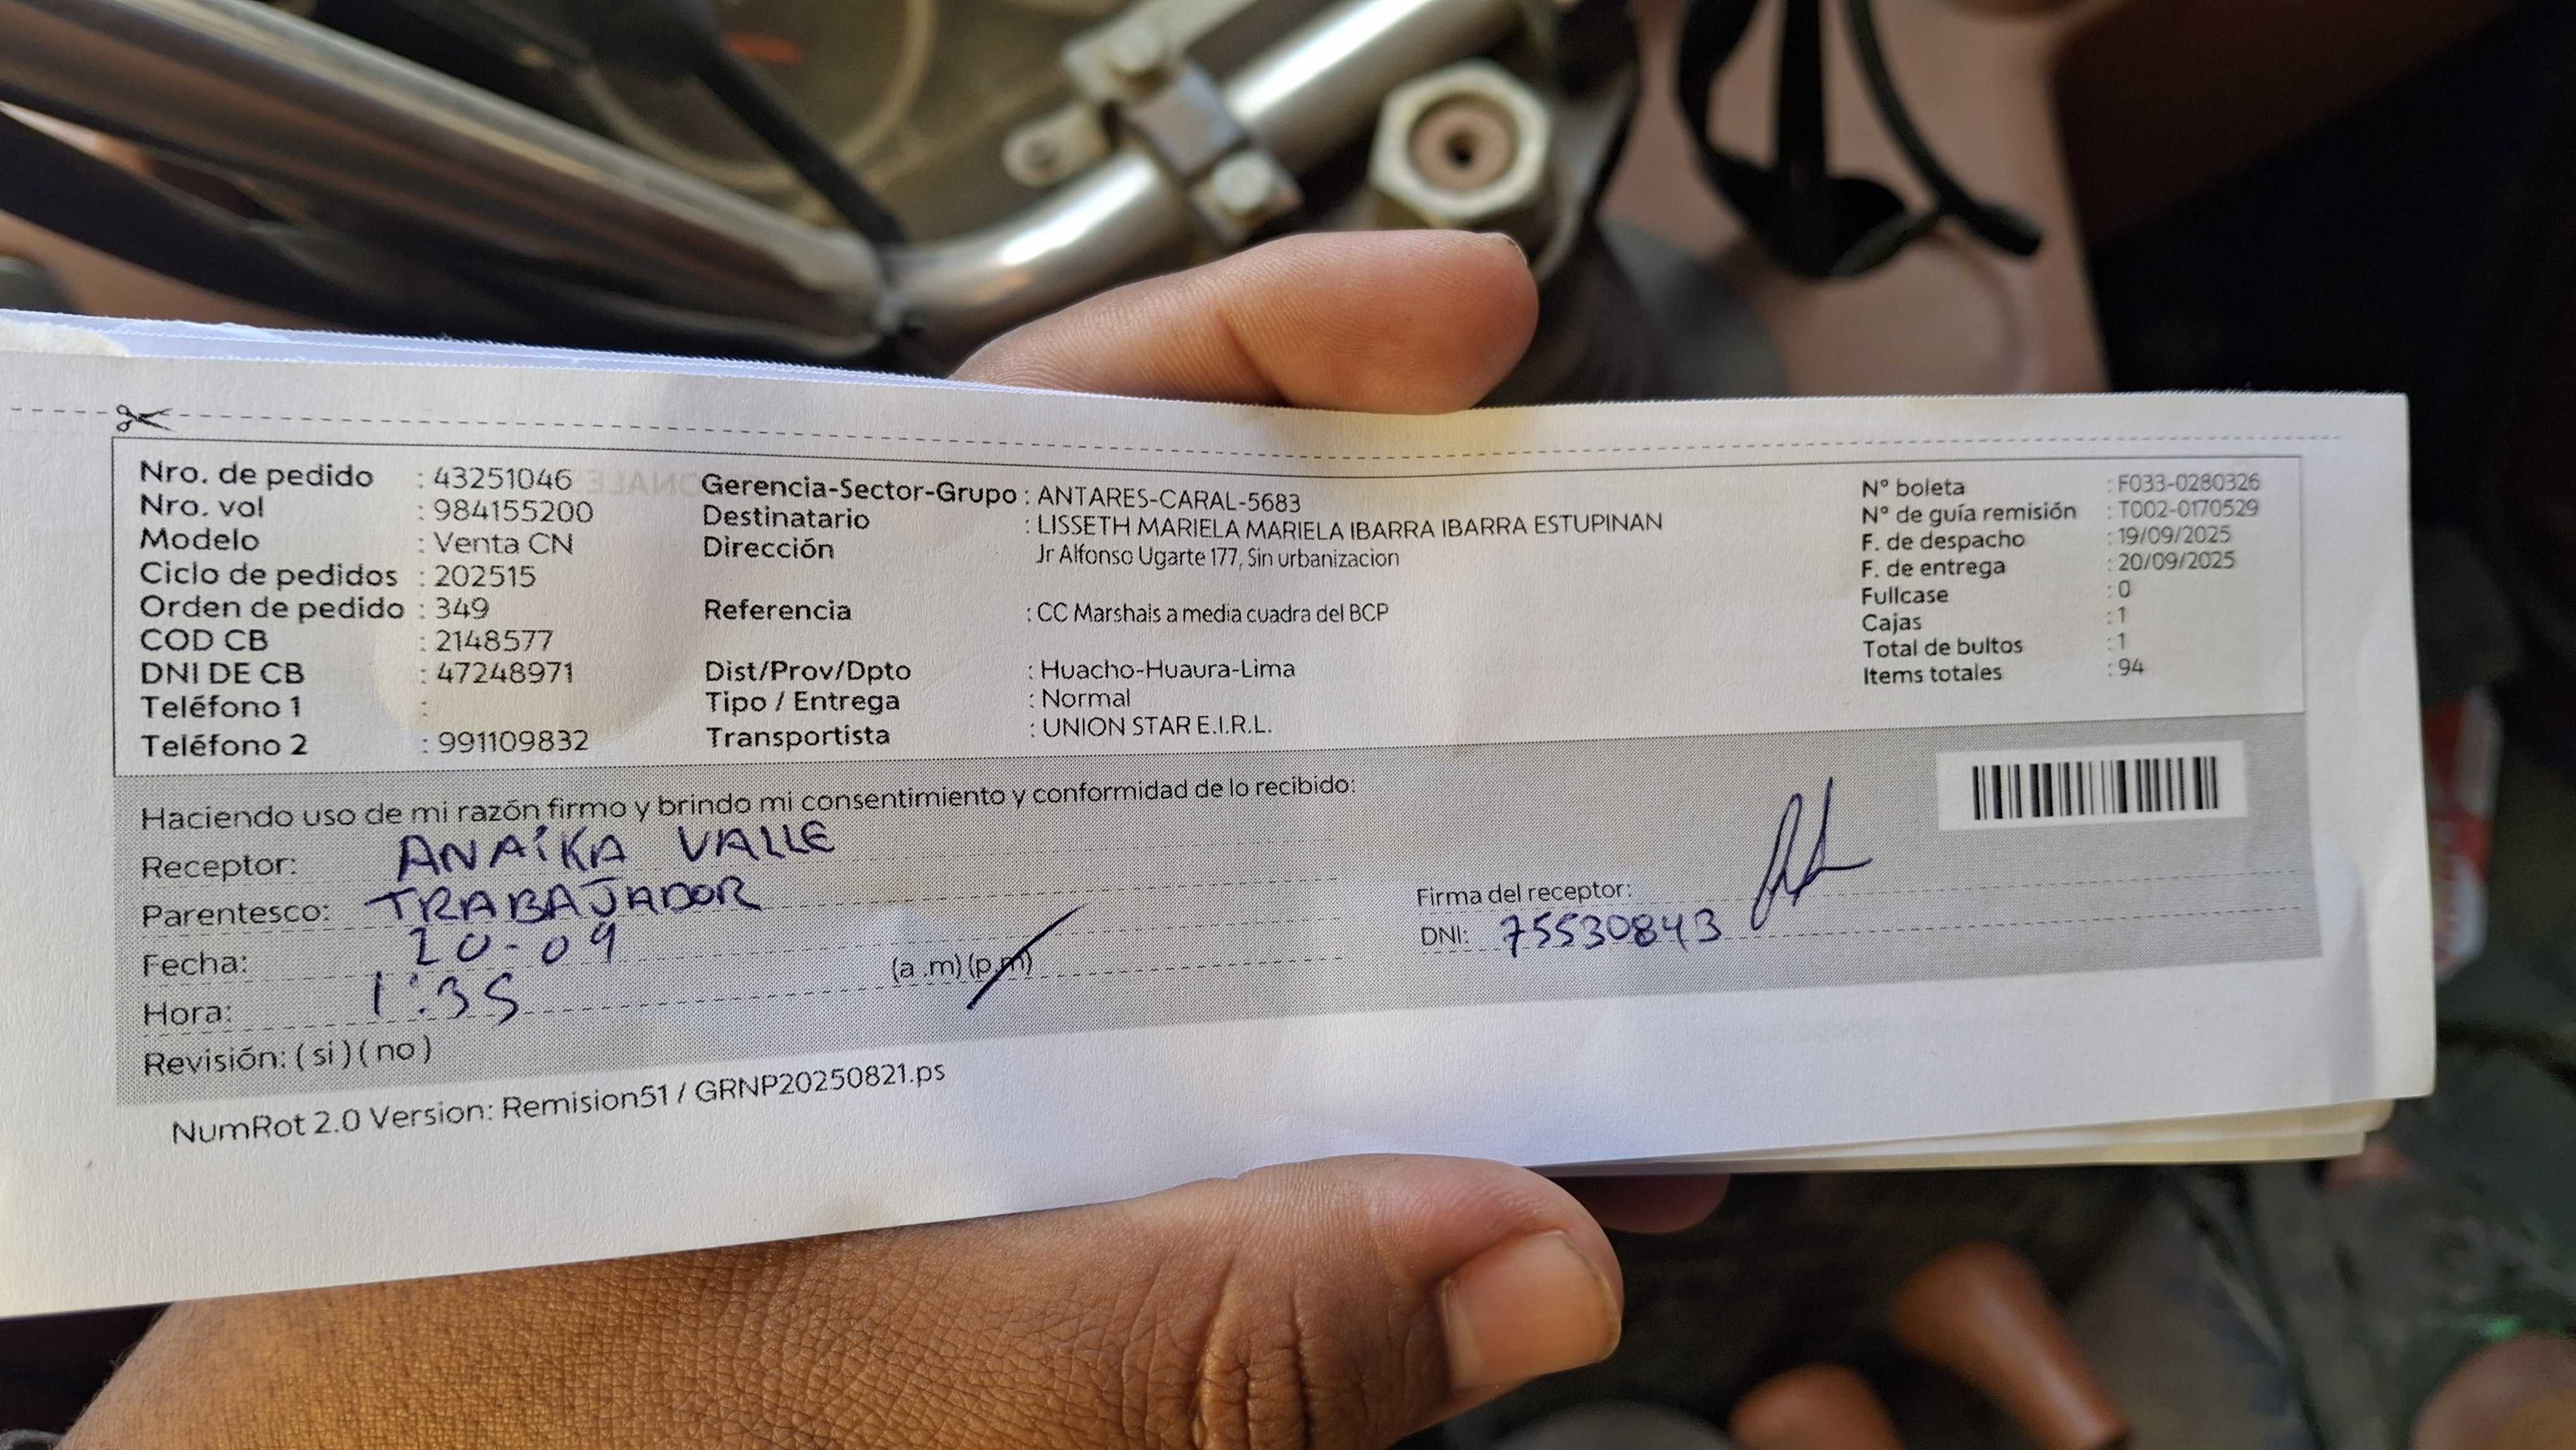 Nro. de pedido : 43251046
Nro. vol : 984155200
Modelo : Venta CN
Ciclo de pedidos : 202515
Orden de pedido : 349
COD CB : 2148577
DNI DE CB : 47248971
Teléfono 1 :
Teléfono 2 : 991109832
Gerencia-Sector-Grupo : ANTARES-CARAL-5683
Destinatario : LISSETH MARIELA MARIELA IBARRA IBARRA ESTUPINAN
Dirección Jr Alfonso Ugarte 177, Sin urbanizacion
Referencia : CC Marshals a media cuadra del BCP
Dist/Prov/Dpto : Huacho-Huaura-Lima
Tipo / Entrega : Normal
Transportista : UNION STAR E.I.R.L.
N° boleta : F033-0280326
N° de guía remisión : T002-0170529
F. de despacho : 19/09/2025
F. de entrega : 20/09/2025
Fullcase : 0
Cajas : 1
Total de bultos : 1
Items totales : 94
Haciendo uso de mi razón firmo y brindo mi consentimiento y conformidad de lo recibido:
Receptor: ANAÍKA VALLE
Parentesco: TRABAJADOR
Fecha: 20-09
Hora: 1:35 (a .m) (p.m)
Revisión: ( si ) ( no )
Firma del receptor:
DNI: 75530843
NumRot 2.0 Version: Remision51 / GRNP20250821.ps